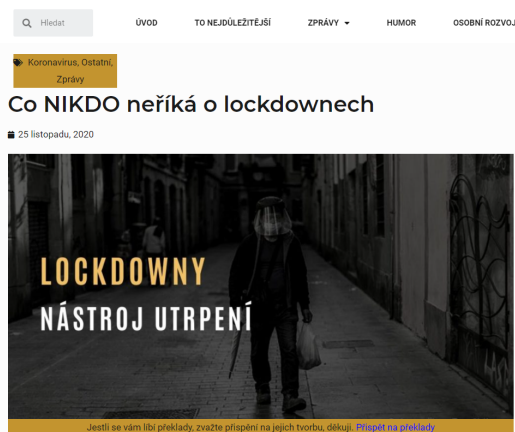 Hledat
ÚVOD
TO NEJDŮLEŽITĚJŠÍ
ZPRÁVY
HUMOR
OSOBNÍ ROZVOJ
Koronavirus, Ostatní,
Zprávy
Co NIKDO neříká o lockdownech
25 listopadu, 2020
LOCKDOWNY
NÁSTROJ UTRPENÍ
Jestli se vám líbí překlady, zvažte přispění na jejich tvorbu, děkuji. Přispět na překlady